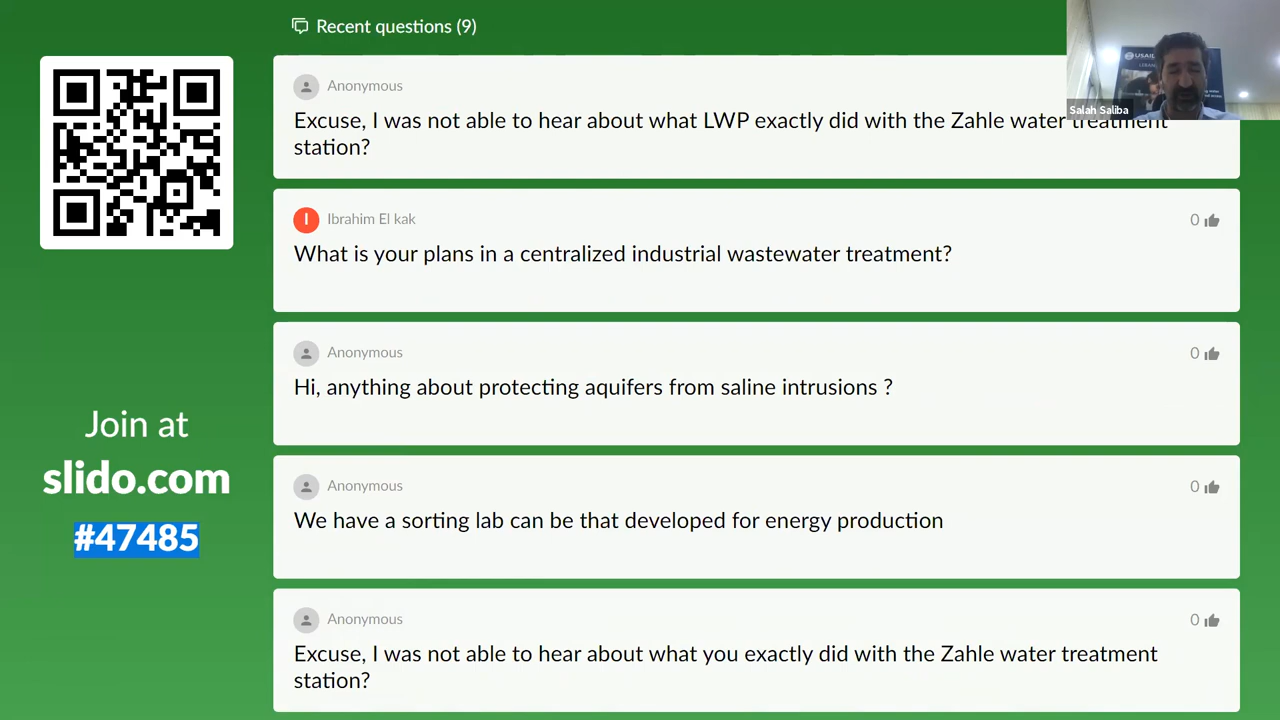 Recent questions (9)
Anonymous
Excuse, I was not able to hear about what LWP exactly did with the Zahle water treatment
station?
USAID
Salah Saliba
I
Ibrahim El kak
0
What is your plans in a centralized industrial wastewater treatment?
Anonymous
0
Hi, anything about protecting aquifers from saline intrusions ?
Anonymous
0
We have a sorting lab can be that developed for energy production
Anonymous
0
Excuse, I was not able to hear about what you exactly did with the Zahle water treatment
station?
Join at
slido.com
#47485